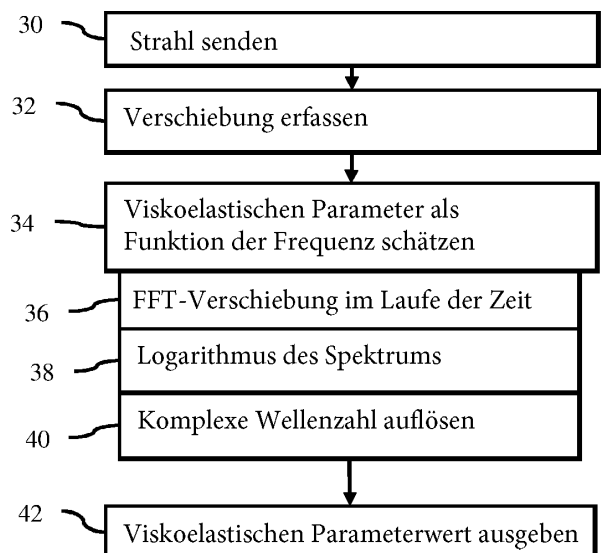 30
Strahl senden
32
Verschiebung erfassen
34
Viskoelastischen Parameter als
Funktion der Frequenz schätzen
36
FFT-Verschiebung im Laufe der Zeit
38
Logarithmus des Spektrums
40
Komplexe Wellenzahl auflösen
42
Viskoelastischen Parameterwert ausgeben